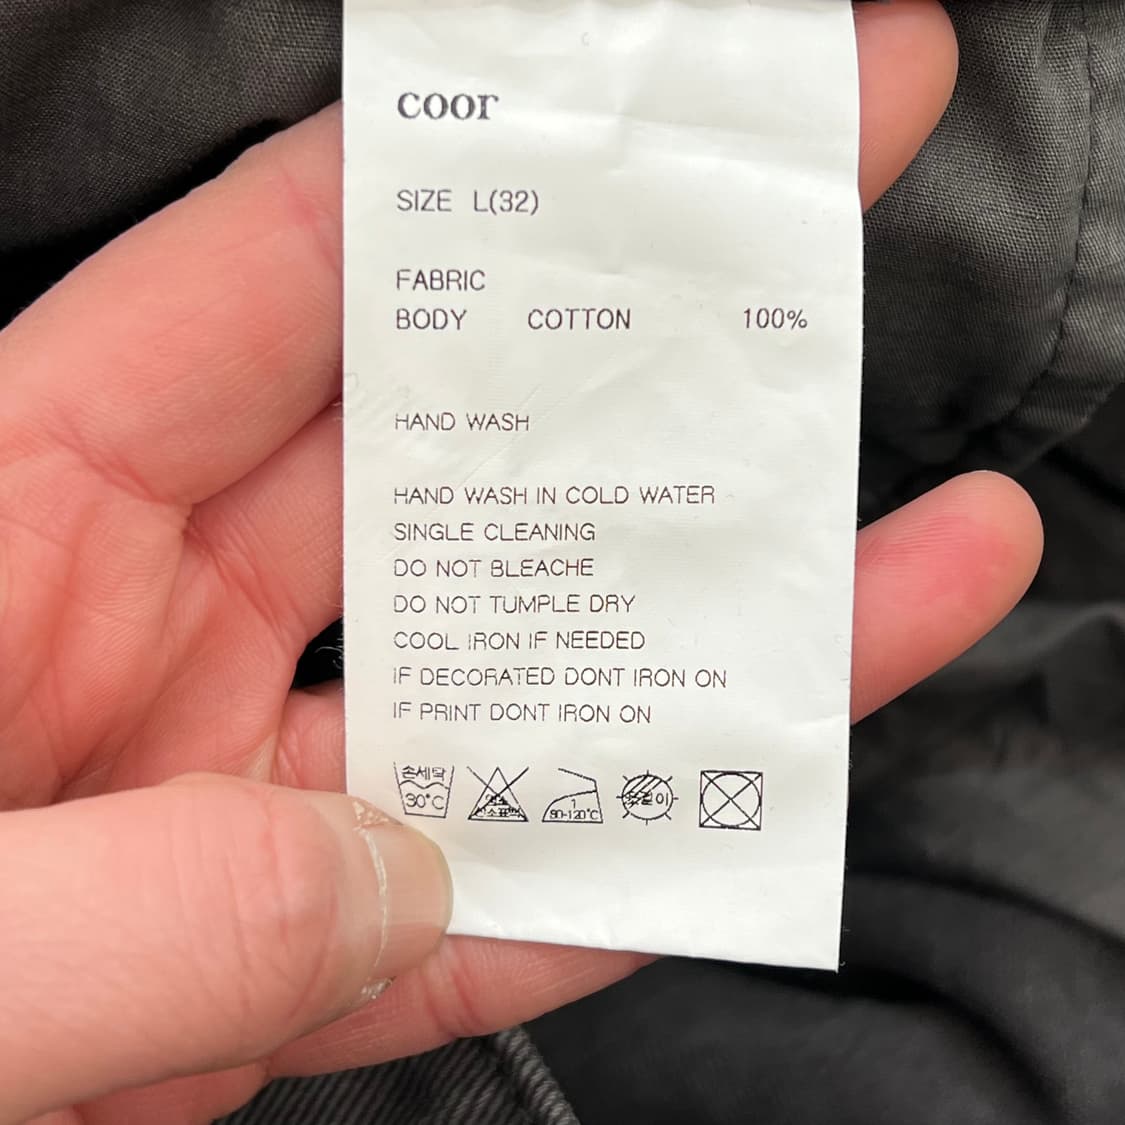 coor
SIZE L(32)
FABRIC
BODY COTTON 100%
HAND WASH
HAND WASH IN COLD WATER
SINGLE CLEANING
DO NOT BLEACHE
DO NOT TUMPLE DRY
COOL IRON IF NEEDED
IF DECORATED DONT IRON ON
IF PRINT DONT IRON ON
손세탁
30°C
1
80-120°C